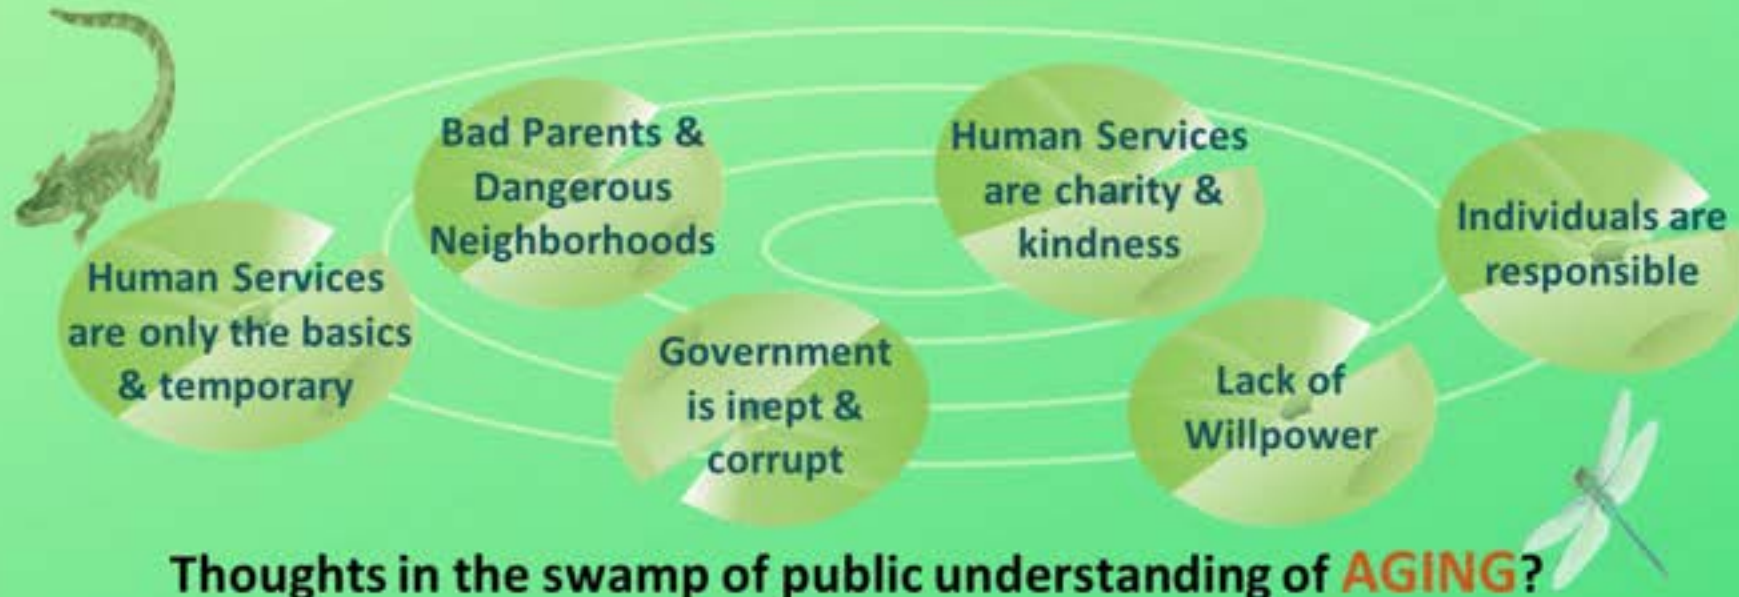 Bad Parents &
Dangerous
Neighborhoods
Human Services
are charity &
kindness
Individuals are
responsible
Human Services
are only the basics
& temporary
Government
is inept &
corrupt
Lack of
Willpower
Thoughts in the swamp of public understanding of AGING?